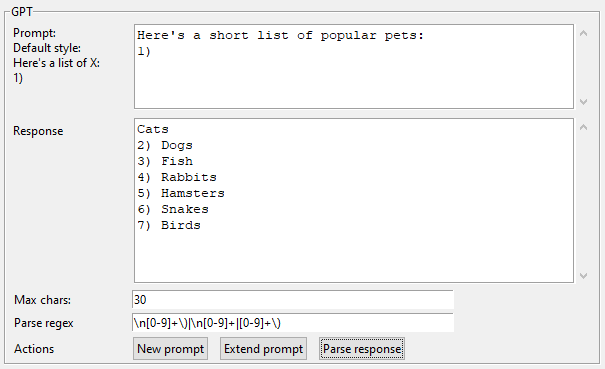 GPT
Prompt:
Default style:
Here's a list of X:
1)
Here's a short list of popular pets:
1)
Response
Cats
2) Dogs
3) Fish
4) Rabbits
5) Hamsters
6) Snakes
7) Birds
Max chars:
30
Parse regex
\n[0-9]+\)|\n[0-9]+|[0-9]+\)
Actions
New prompt
Extend prompt
Parse response